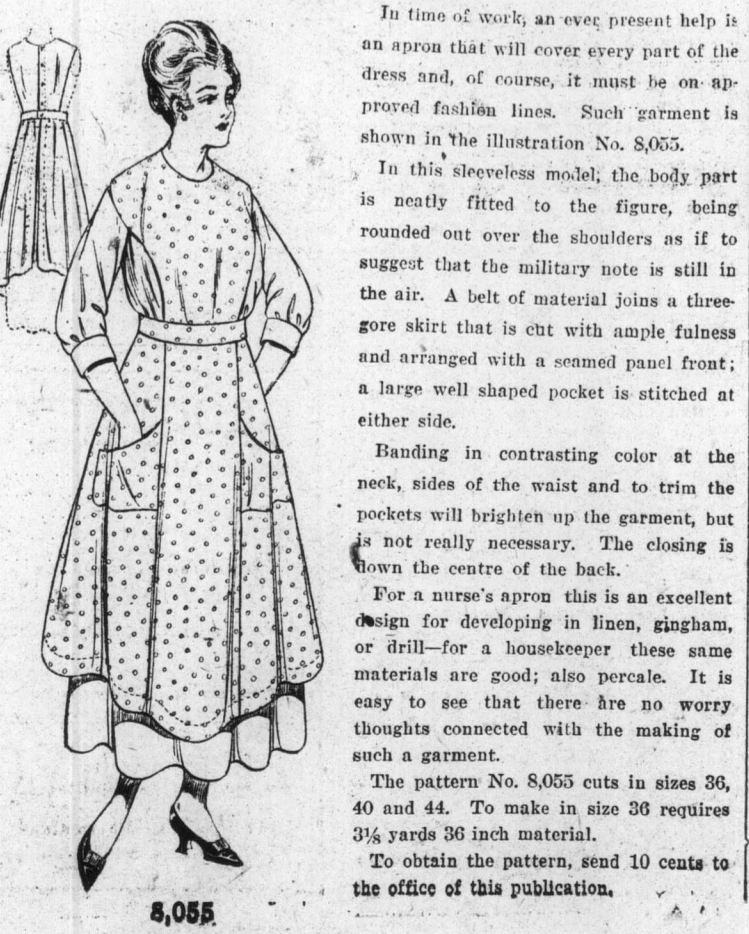 In time of work, an ever present help is
an apron that will cover every part of the
dress and, of course, it must be on ap-
proved fashion lines. Such garment is
shown in the illustration No. 8,055.
In this sleeveless model, the body part
is neatly fitted to the figure, being
rounded out over the shoulders as if to
suggest that the military note is still in
the air. A belt of material joins a three-
gore skirt that is cut with ample fulness
and arranged with a seamed panel front;
a large well shaped pocket is stitched at
either side.
Banding in contrasting color at the
neck, sides of the waist and to trim the
pockets will brighten up the garment, but
is not really necessary. The closing is
down the centre of the back.
For a nurse's apron this is an excellent
design for developing in linen, gingham,
or drill—for a housekeeper these same
materials are good; also percale. It is
easy to see that there are no worry
thoughts connected with the making of
such a garment.
The pattern No. 8,055 cuts in sizes 36,
40 and 44. To make in size 36 requires
3⅛ yards 36 inch material.
To obtain the pattern, send 10 cents to
the office of this publication.
8,055